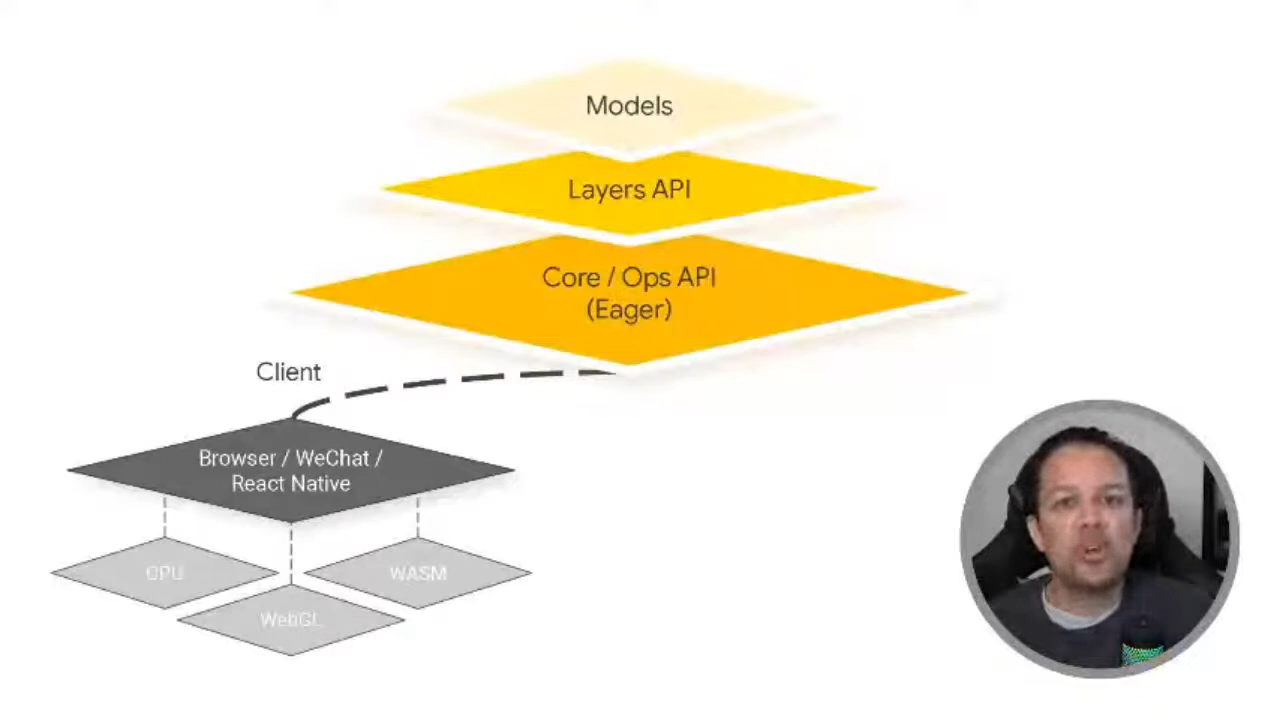 Models
Layers API
Core / Ops API
(Eager)
Client
Browser / WeChat /
React Native
CPU
WASM
WebGL